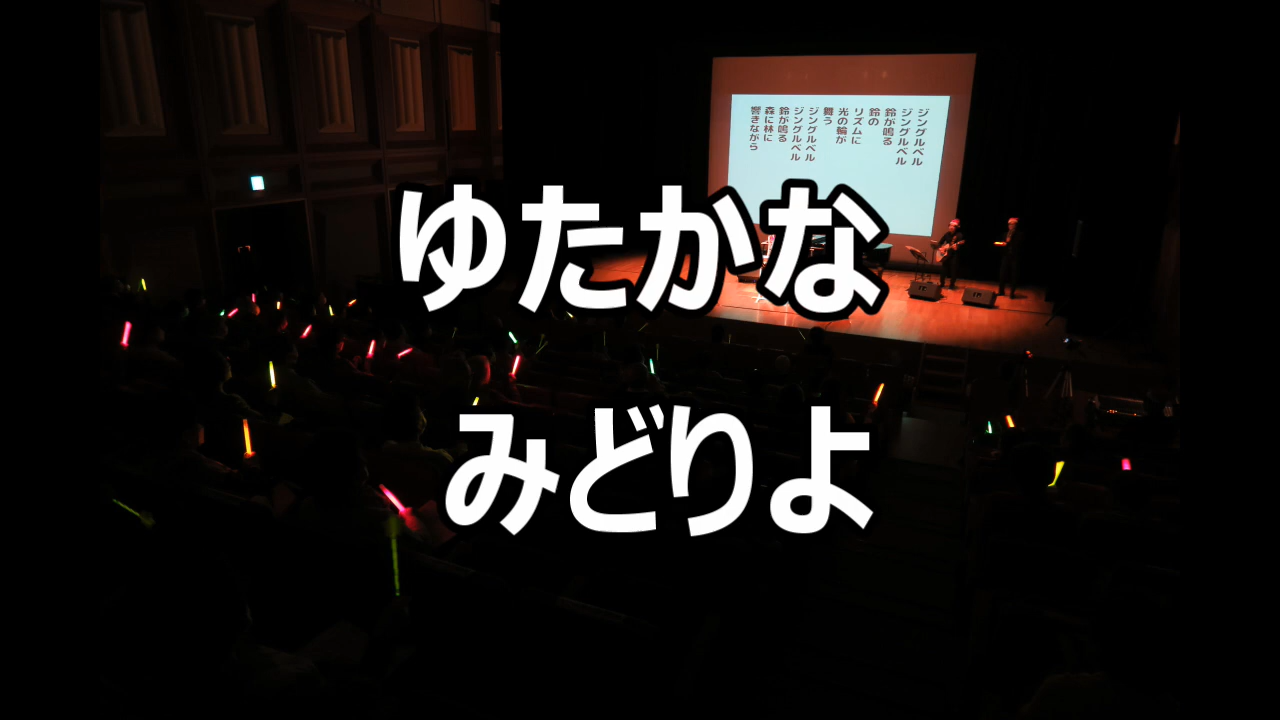 ジングルベル
ジングルベル
鈴が鳴る
鈴の
リズムに
光の輪が
舞う
ジングルベル
ジングルベル
鈴が鳴る
森に林に
響きながら
ゆたかな
みどりよ